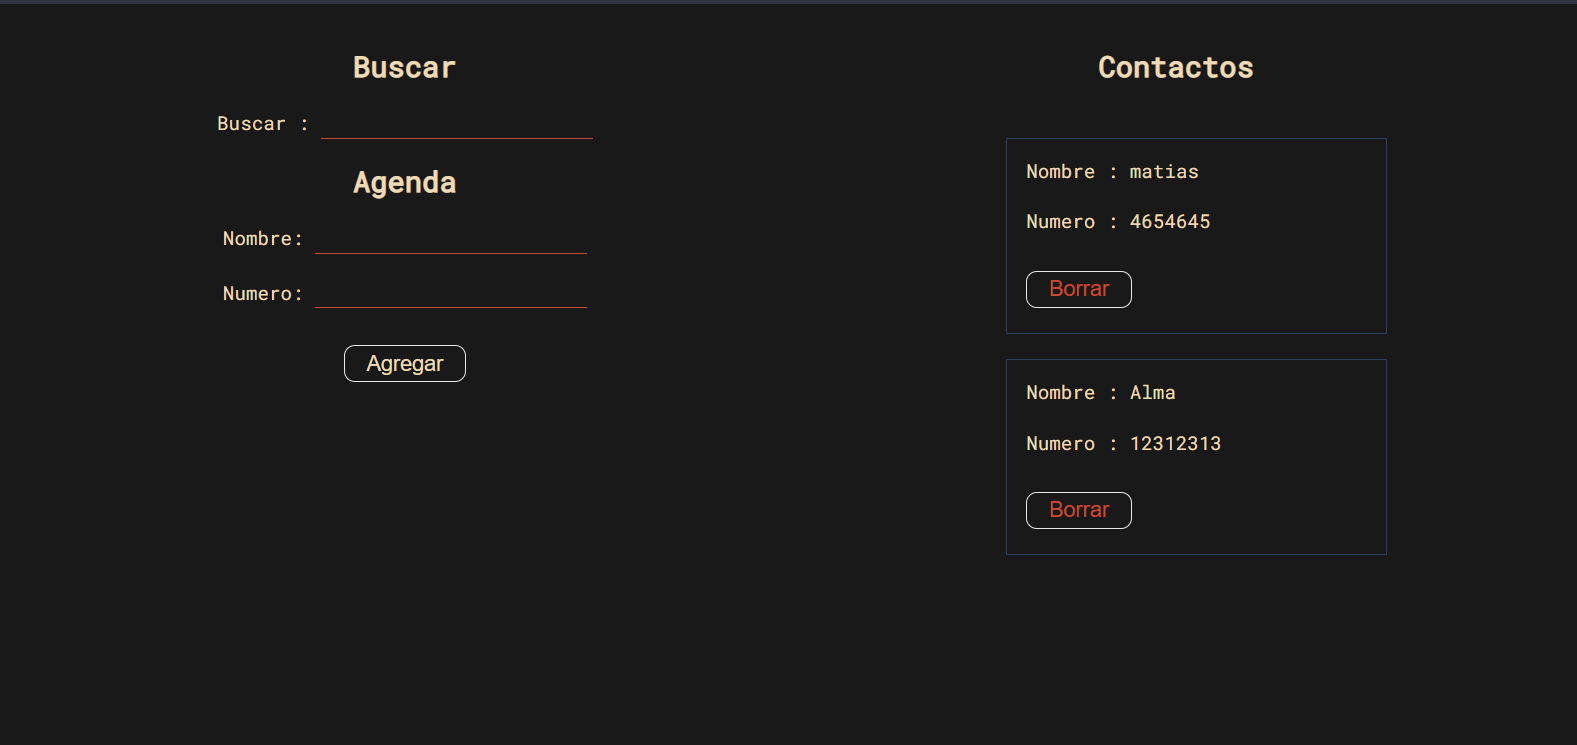 Buscar
Buscar :
Agenda
Nombre:
Numero:
Agregar
Contactos
Nombre : matias
Numero : 4654645
Borrar
Nombre : Alma
Numero : 12312313
Borrar